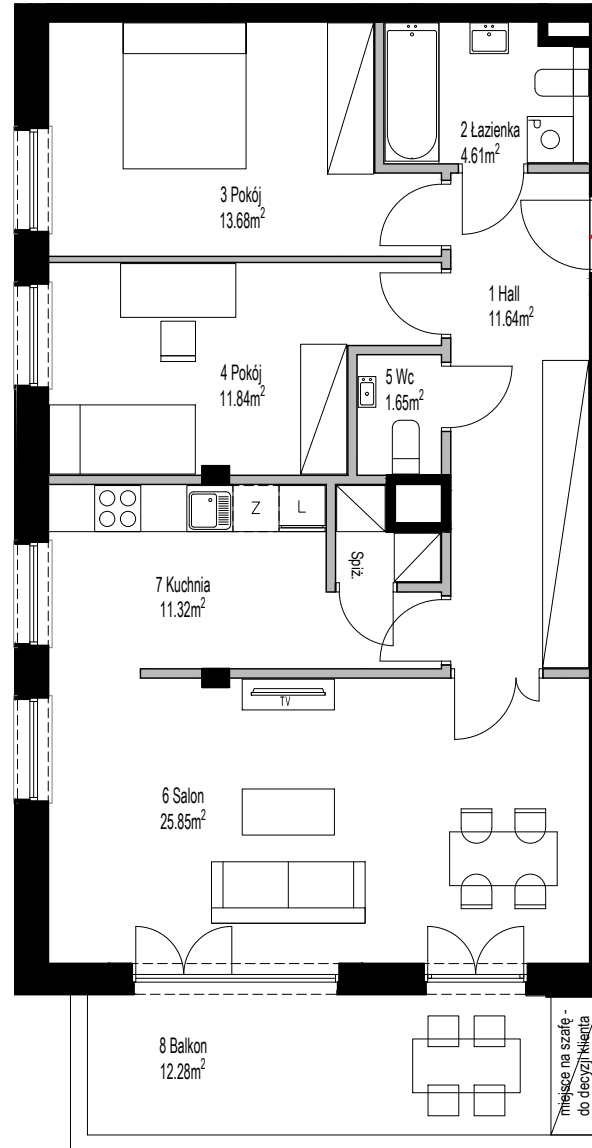 2 Łazienka
4.61m²
P
3 Pokój
13.68m²
1 Hall
11.64m²
4 Pokój
11.84m²
5 Wc
1.65m²
Z
L
Spiż.
7 Kuchnia
11.32m²
TV
6 Salon
25.85m²
8 Balkon
12.28m²
miejsce na szafę -
do decyzji klienta